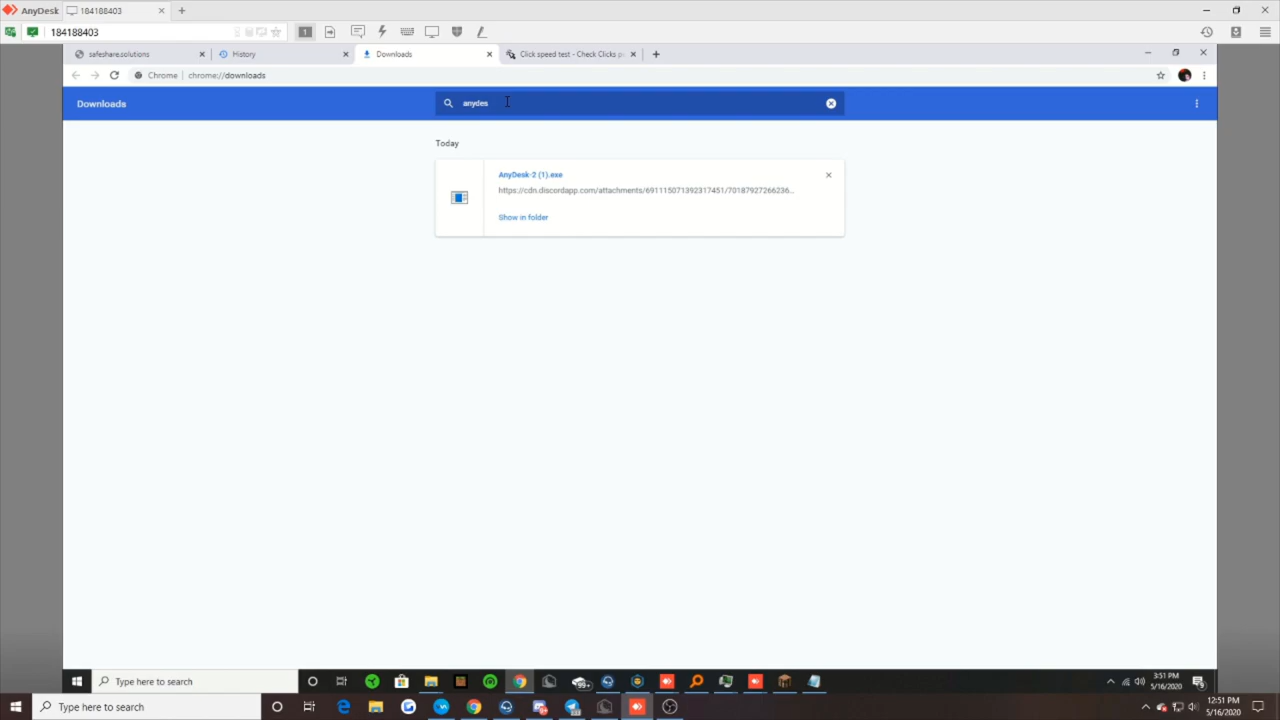 AnyDesk
184188403
184188403
1
safeshare.solutions
History
Downloads
Click speed test - Check Clicks p
Chrome
chrome://downloads
Downloads
anydes
Today
AnyDesk-2 (1).exe
https://cdn.discordapp.com/attachments/691115071392317451/70187927266236...
Show in folder
Type here to search
99+
3:51 PM
5/16/2020
Type here to search
12:51 PM
5/16/2020